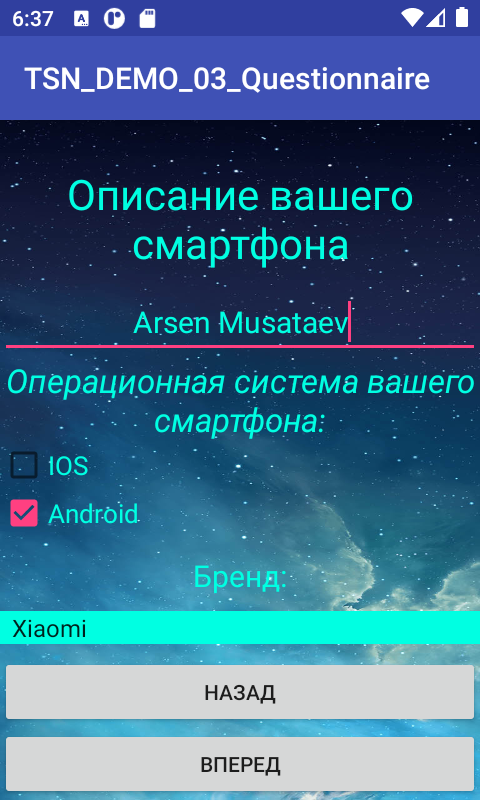 6:37
TSN_DEMO_03_Questionnaire
Описание вашего
смартфона
Arsen Musataev
Операционная система вашего
смартфона:
IOS
Android
Бренд:
Xiaomi
НАЗАД
ВПЕРЕД